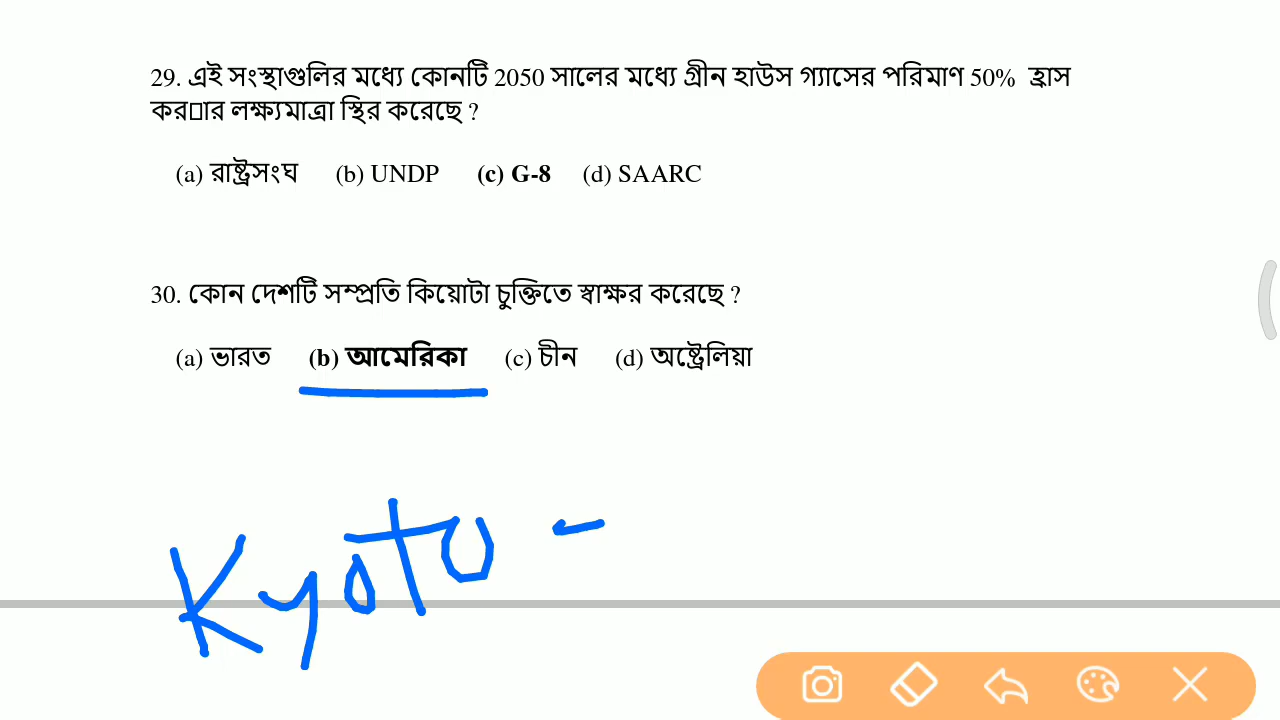 29. এই সংস্থাগুলির মধ্যে কোনটি 2050 সালের মধ্যে গ্রীন হাউস গ্যাসের পরিমাণ 50% হ্রাস
কর□ার লক্ষ্যমাত্রা স্থির করেছে ?
(a) রাষ্ট্রসংঘ (b) UNDP (c) G-8 (d) SAARC
30. কোন দেশটি সম্প্রতি কিয়োটা চুক্তিতে স্বাক্ষর করেছে ?
(a) ভারত (b) আমেরিকা (c) চীন (d) অষ্ট্রেলিয়া
Kyoto -